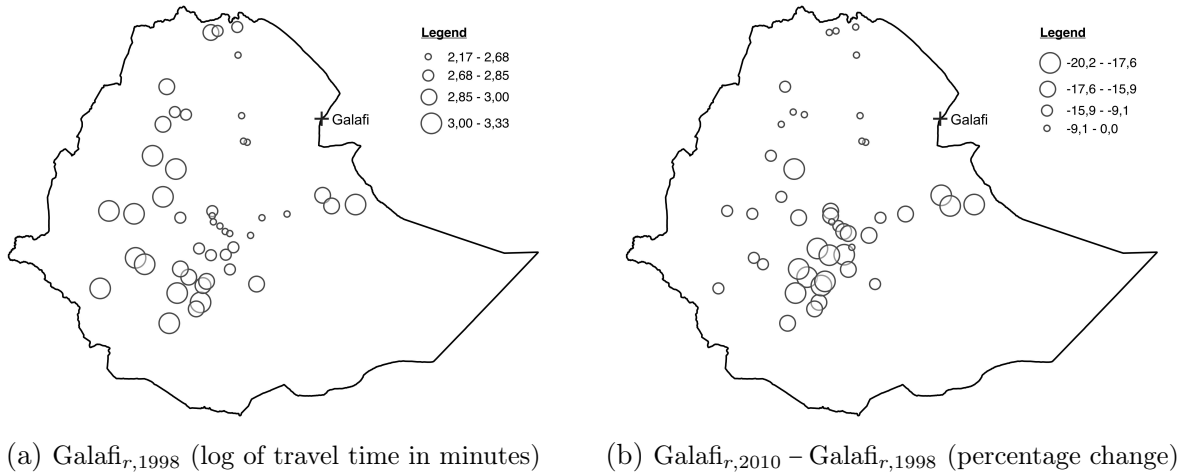 Legend
2,17 - 2,68
2,68 - 2,85
2,85 - 3,00
3,00 - 3,33
Galafi
(a) Galafi_{r,1998} (log of travel time in minutes)
Legend
-20,2 - -17,6
-17,6 - -15,9
-15,9 - -9,1
-9,1 - 0,0
Galafi
(b) Galafi_{r,2010} – Galafi_{r,1998} (percentage change)